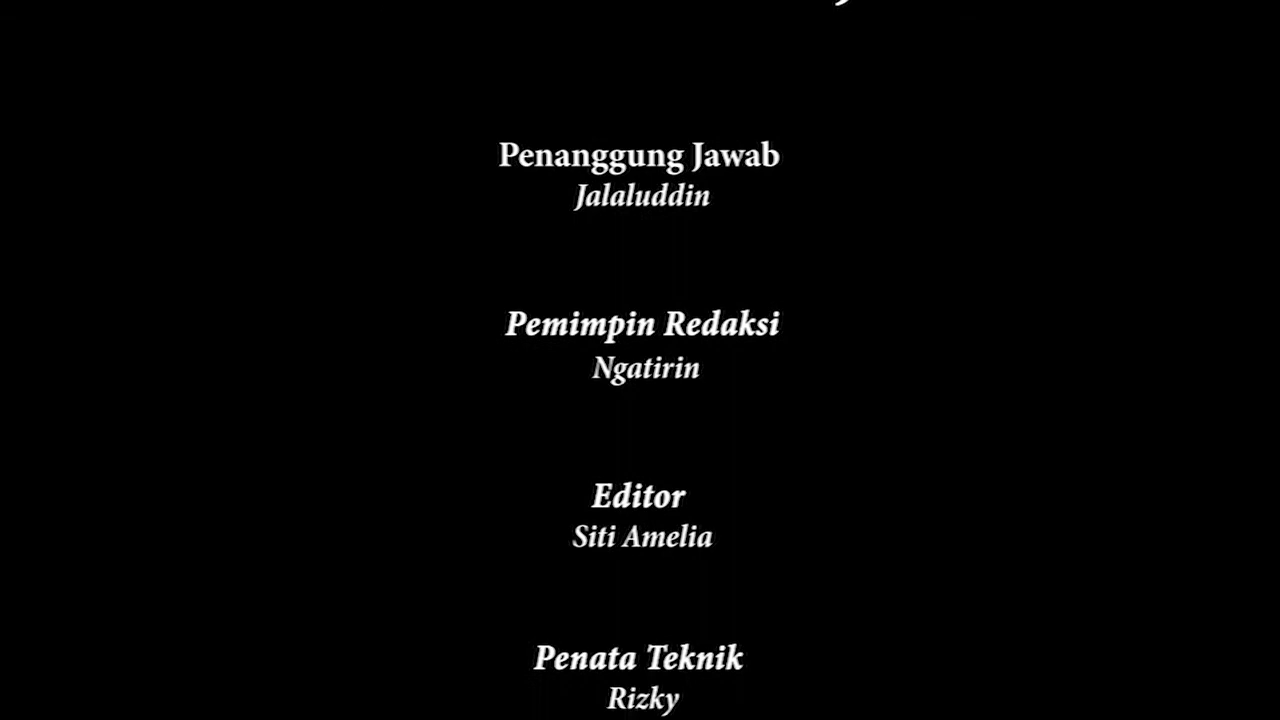 Penanggung Jawab
Jalaluddin
Pemimpin Redaksi
Ngatirin
Editor
Siti Amelia
Penata Teknik
Rizky